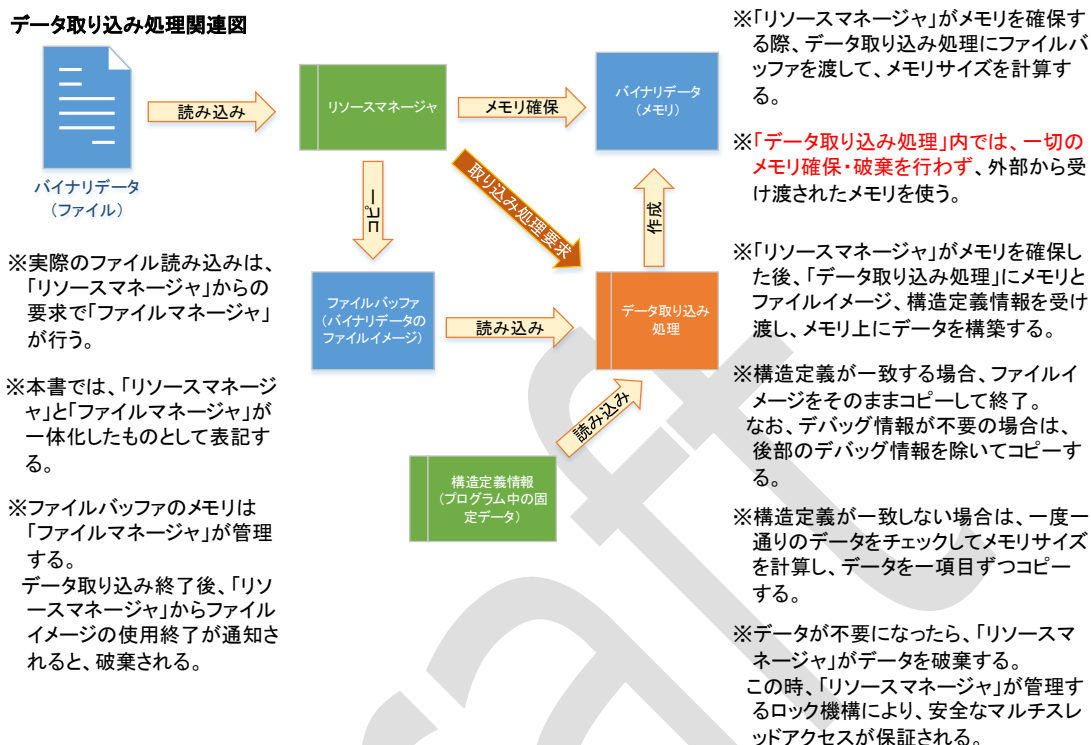 データ取り込み処理関連図
バイナリデータ
（ファイル）
読み込み
リソースマネージャ
メモリ確保
バイナリデータ
（メモリ）
コピー
取り込み処理要求
作成
ファイルバッファ
（バイナリデータの
ファイルイメージ）
読み込み
データ取り込み
処理
読み込み
構造定義情報
（プログラム中の固
定データ）
※実際のファイル読み込みは、
「リソースマネージャ」からの
要求で「ファイルマネージャ」
が行う。
※本書では、「リソースマネージ
ャ」と「ファイルマネージャ」が
一体化したものとして表記す
る。
※ファイルバッファのメモリは
「ファイルマネージャ」が管理
する。
データ取り込み終了後、「リソ
ースマネージャ」からファイル
イメージの使用終了が通知さ
れると、破棄される。
※「リソースマネージャ」がメモリを確保す
る際、データ取り込み処理にファイルバ
ッファを渡して、メモリサイズを計算す
る。
※「データ取り込み処理」内では、一切の
メモリ確保・破棄を行わず、外部から受
け渡されたメモリを使う。
※「リソースマネージャ」がメモリを確保し
た後、「データ取り込み処理」にメモリと
ファイルイメージ、構造定義情報を受け
渡し、メモリ上にデータを構築する。
※構造定義が一致する場合、ファイルイ
メージをそのままコピーして終了。
なお、デバッグ情報が不要の場合は、
後部のデバッグ情報を除いてコピーす
る。
※構造定義が一致しない場合は、一度一
通りのデータをチェックしてメモリサイズ
を計算し、データを一項目ずつコピー
する。
※データが不要になったら、「リソースマ
ネージャ」がデータを破棄する。
この時、「リソースマネージャ」が管理す
るロック機構により、安全なマルチスレ
ッドアクセスが保証される。